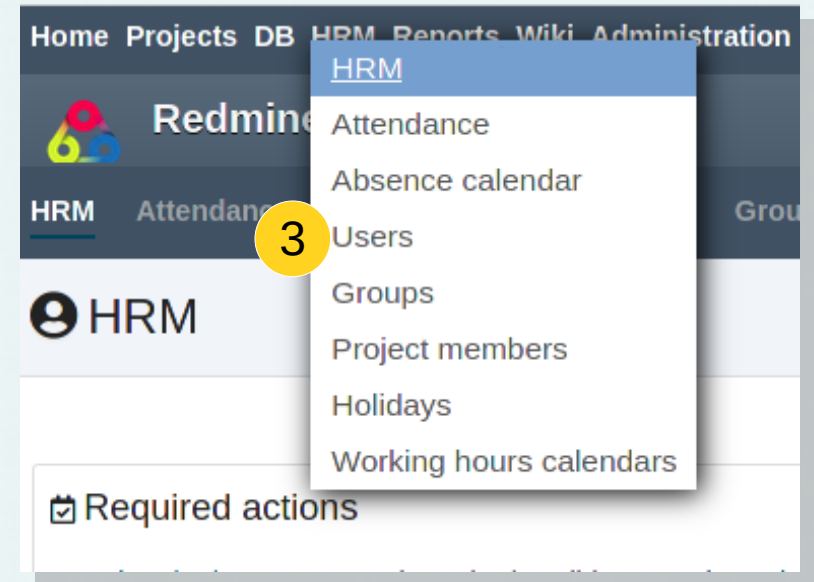 Home Projects DB HRM Reports Wiki Administration
HRM
Redmine
Attendance
Absence calendar
HRM Attendanc Grou
3 Users
Groups
HRM
Project members
Holidays
Working hours calendars
Required actions